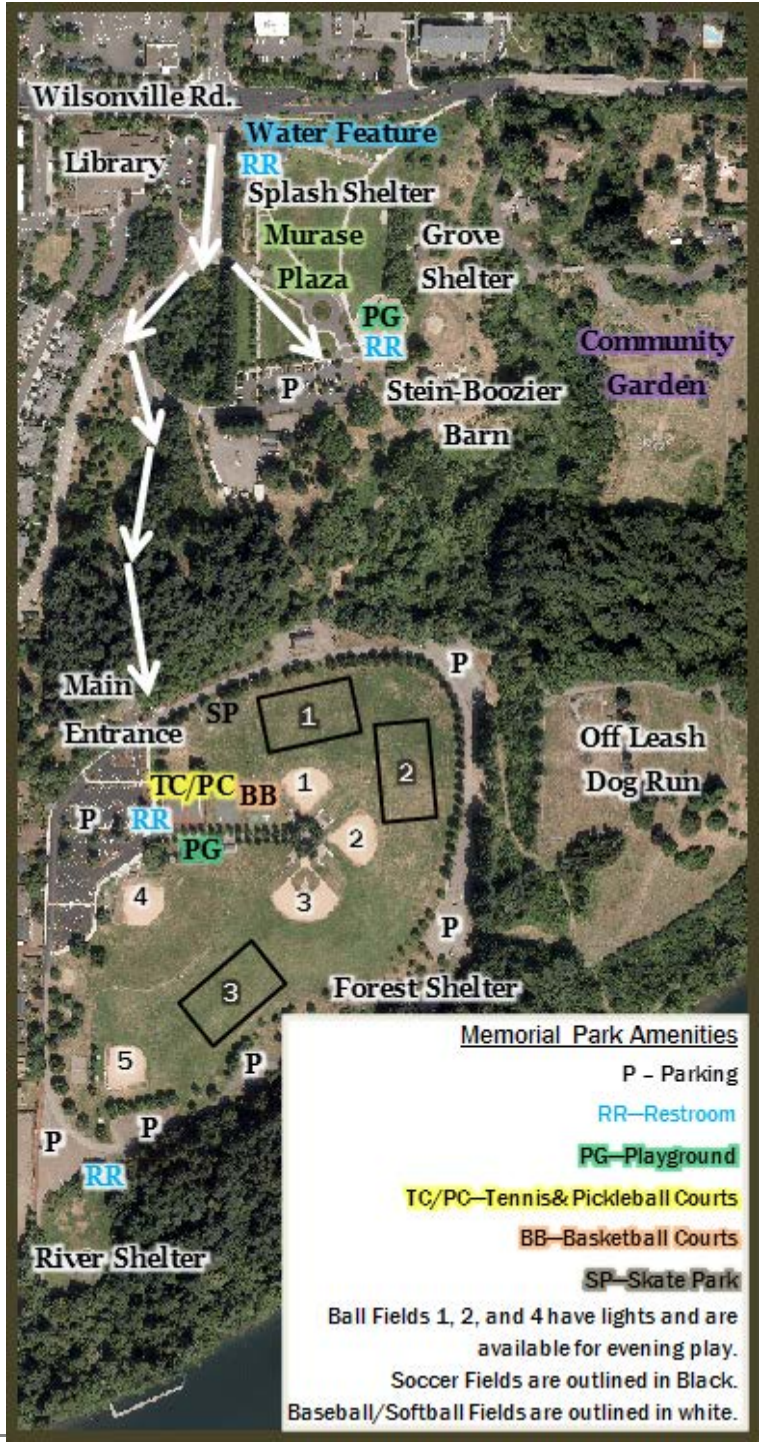 Wilsonville Rd.
Water Feature
Library
RR
Splash Shelter
Murase
Plaza
Grove
Shelter
PG
RR
Community
Garden
P
Stein-Boozier
Barn
P
Main
Entrance
SP
1
2
Off Leash
Dog Run
TC/PC
BB
1
P
RR
PG
2
4
3
P
3
Forest Shelter
5
P
P
P
RR
River Shelter
Memorial Park Amenities
P – Parking
RR—Restroom
PG—Playground
TC/PC—Tennis& Pickleball Courts
BB—Basketball Courts
SP—Skate Park
Ball Fields 1, 2, and 4 have lights and are
available for evening play.
Soccer Fields are outlined in Black.
Baseball/Softball Fields are outlined in white.